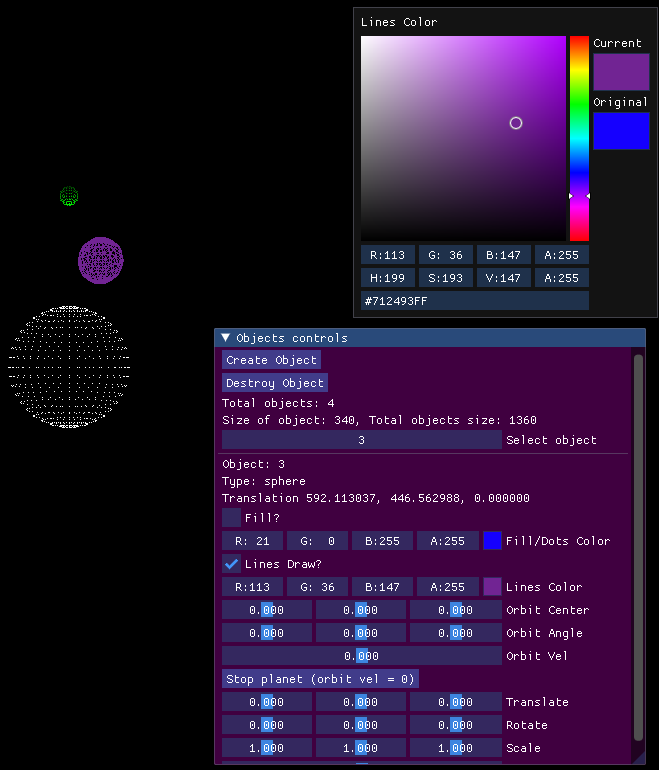 Lines Color
Current
Original
R:113 G: 36 B:147 A:255
H:199 S:193 V:147 A:255
#712493FF
Objects controls
Create Object
Destroy Object
Total objects: 4
Size of object: 340, Total objects size: 1360
3 Select object
Object: 3
Type: sphere
Translation 592.113037, 446.562988, 0.000000
Fill?
R: 21 G: 0 B:255 A:255 Fill/Dots Color
Lines Draw?
R:113 G: 36 B:147 A:255 Lines Color
0.000 0.000 0.000 Orbit Center
0.000 0.000 0.000 Orbit Angle
0.000 Orbit Vel
Stop planet (orbit vel = 0)
0.000 0.000 0.000 Translate
0.000 0.000 0.000 Rotate
1.000 1.000 1.000 Scale